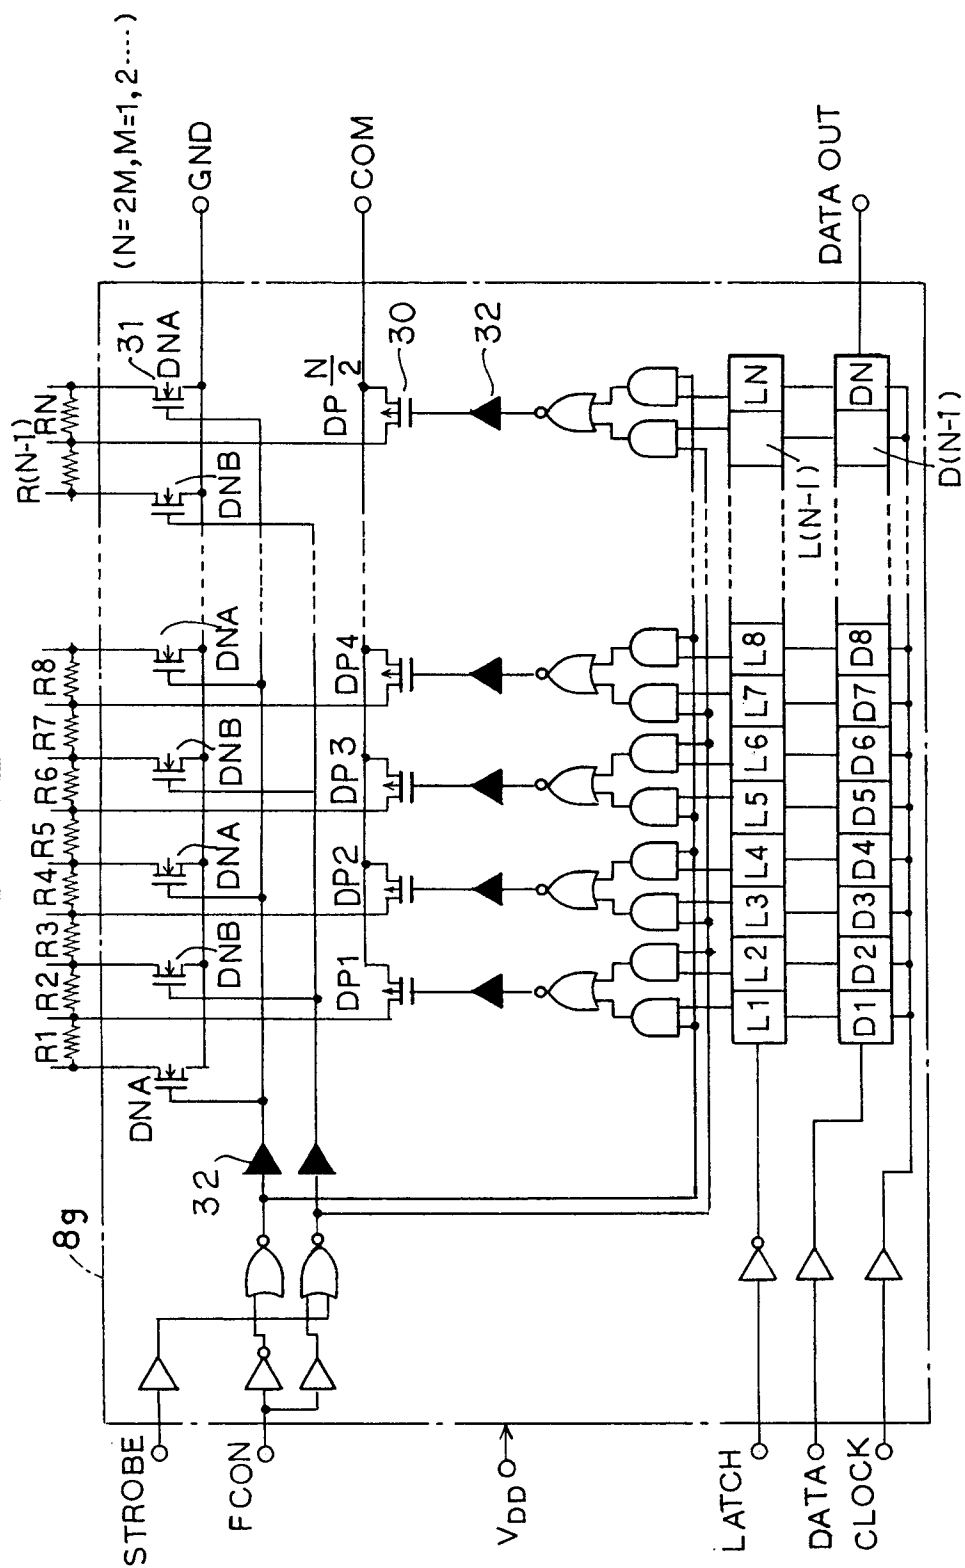 (N=2M,M=1,2····)
8g
R1 R2 R3 R4 R5 R6 R7 R8 R(N-1) RN
31
DNA DNB DNA DNB DNA DNB DNA
GND
STROBE
32
FCON
DP1 DP2 DP3 DP4 DP N/2
COM
30
32
VDD
LATCH
L1 L2 L3 L4 L5 L6 L7 L8 LN
L(N-1)
DATA
D1 D2 D3 D4 D5 D6 D7 D8 DN
DATA OUT
CLOCK
D(N-1)